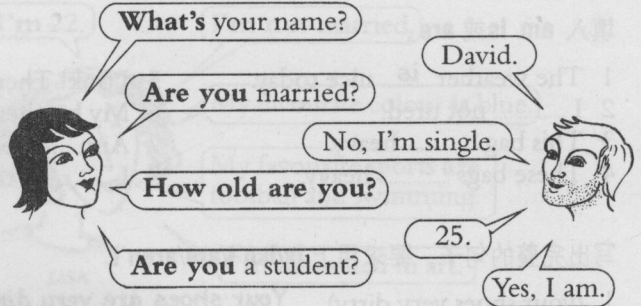 What's your name?
David.
Are you married?
No, I'm single.
How old are you?
25.
Are you a student?
Yes, I am.